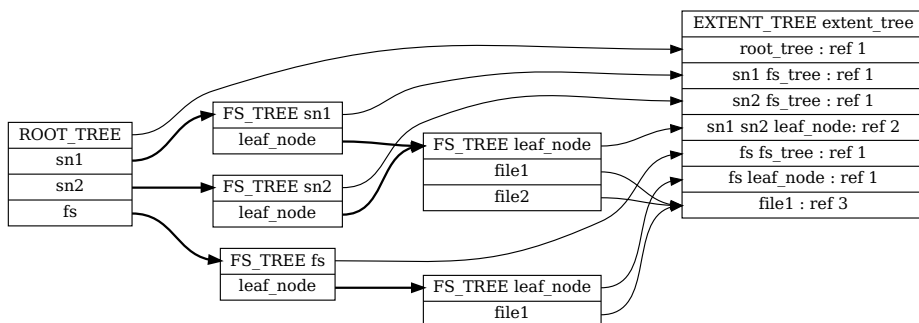 ROOT_TREE
sn1
sn2
fs
FS_TREE sn1
leaf_node
FS_TREE sn2
leaf_node
FS_TREE fs
leaf_node
FS_TREE leaf_node
file1
file2
FS_TREE leaf_node
file1
EXTENT_TREE extent_tree
root_tree : ref 1
sn1 fs_tree : ref 1
sn2 fs_tree : ref 1
sn1 sn2 leaf_node: ref 2
fs fs_tree : ref 1
fs leaf_node : ref 1
file1 : ref 3